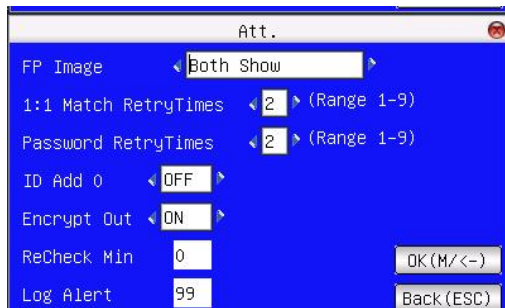 Att.
FP Image Both Show
1:1 Match RetryTimes 2 (Range 1-9)
Password RetryTimes 2 (Range 1-9)
ID Add 0 OFF
Encrypt Out ON
ReCheck Min 0
OK(M/<-)
Log Alert 99
Back(ESC)